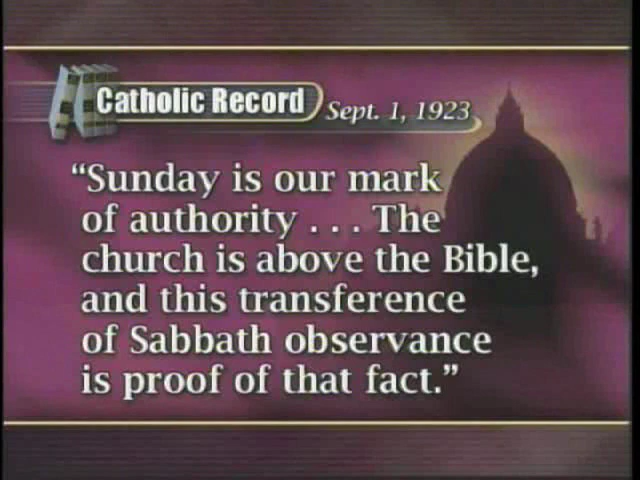 Catholic Record Sept. 1, 1923
“Sunday is our mark
of authority . . . The
church is above the Bible,
and this transference
of Sabbath observance
is proof of that fact.”